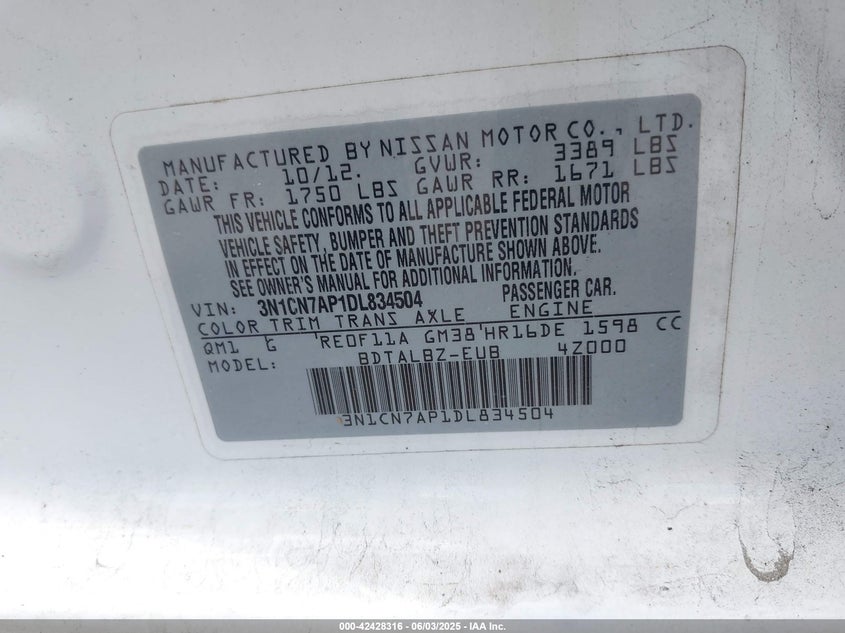 MANUFACTURED BY NISSAN MOTOR CO., LTD.
DATE: 10/12. GVWR: 3389 LBS
GAWR FR: 1750 LBS GAWR RR: 1671 LBS
THIS VEHICLE CONFORMS TO ALL APPLICABLE FEDERAL MOTOR
VEHICLE SAFETY, BUMPER AND THEFT PREVENTION STANDARDS
IN EFFECT ON THE DATE OF MANUFACTURE SHOWN ABOVE.
SEE OWNER'S MANUAL FOR ADDITIONAL INFORMATION.
VIN: 3N1CN7AP1DL834504 PASSENGER CAR.
COLOR TRIM TRANS AXLE ENGINE
QM1 G 'RE0F11A GM38'HR16DE 1598 CC
MODEL: BDTALBZ-EUB 4Z000
3N1CN7AP1DL834504
000-42428316 | 06/03/2025 - IAA Inc.